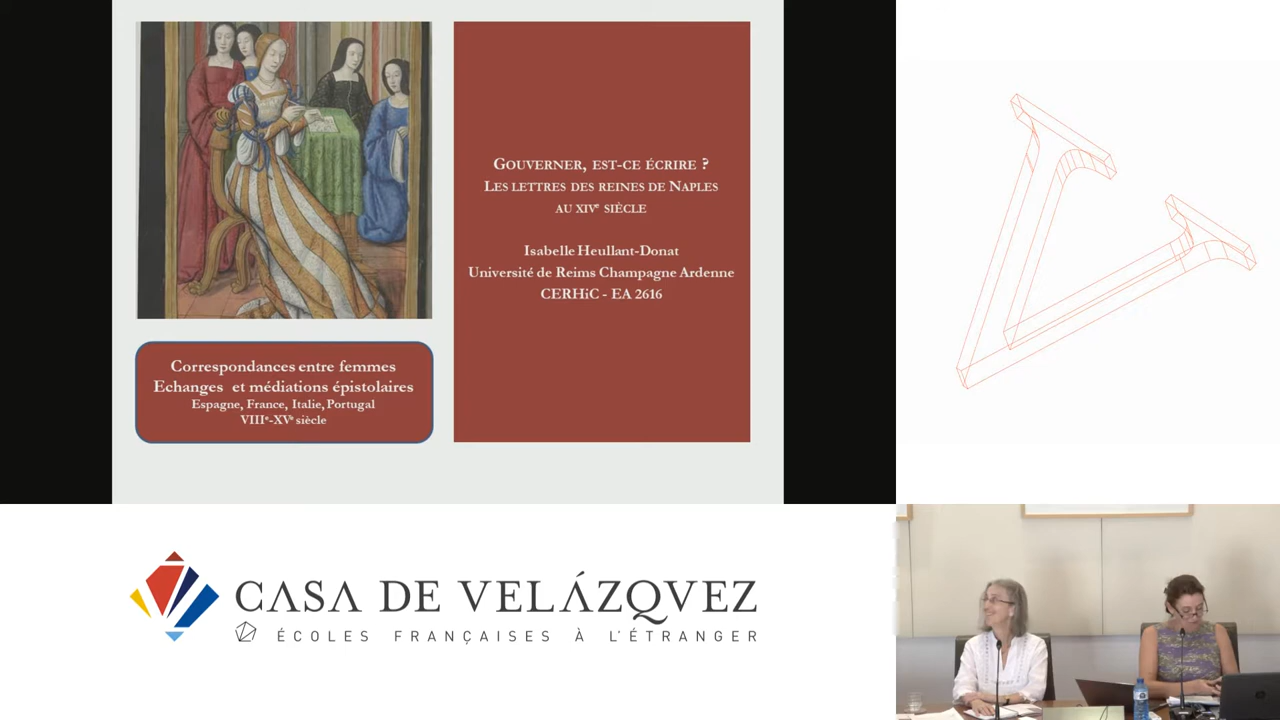 GOUVERNER, EST-CE ÉCRIRE ?
LES LETTRES DES REINES DE NAPLES
AU XIVe SIÈCLE
Isabelle Heullant-Donat
Université de Reims Champagne Ardenne
CERHiC - EA 2616
Correspondances entre femmes
Echanges et médiations épistolaires
Espagne, France, Italie, Portugal
VIIIe-XVe siècle
CASA DE VELÁZQVEZ
ÉCOLES FRANÇAISES À L'ÉTRANGER